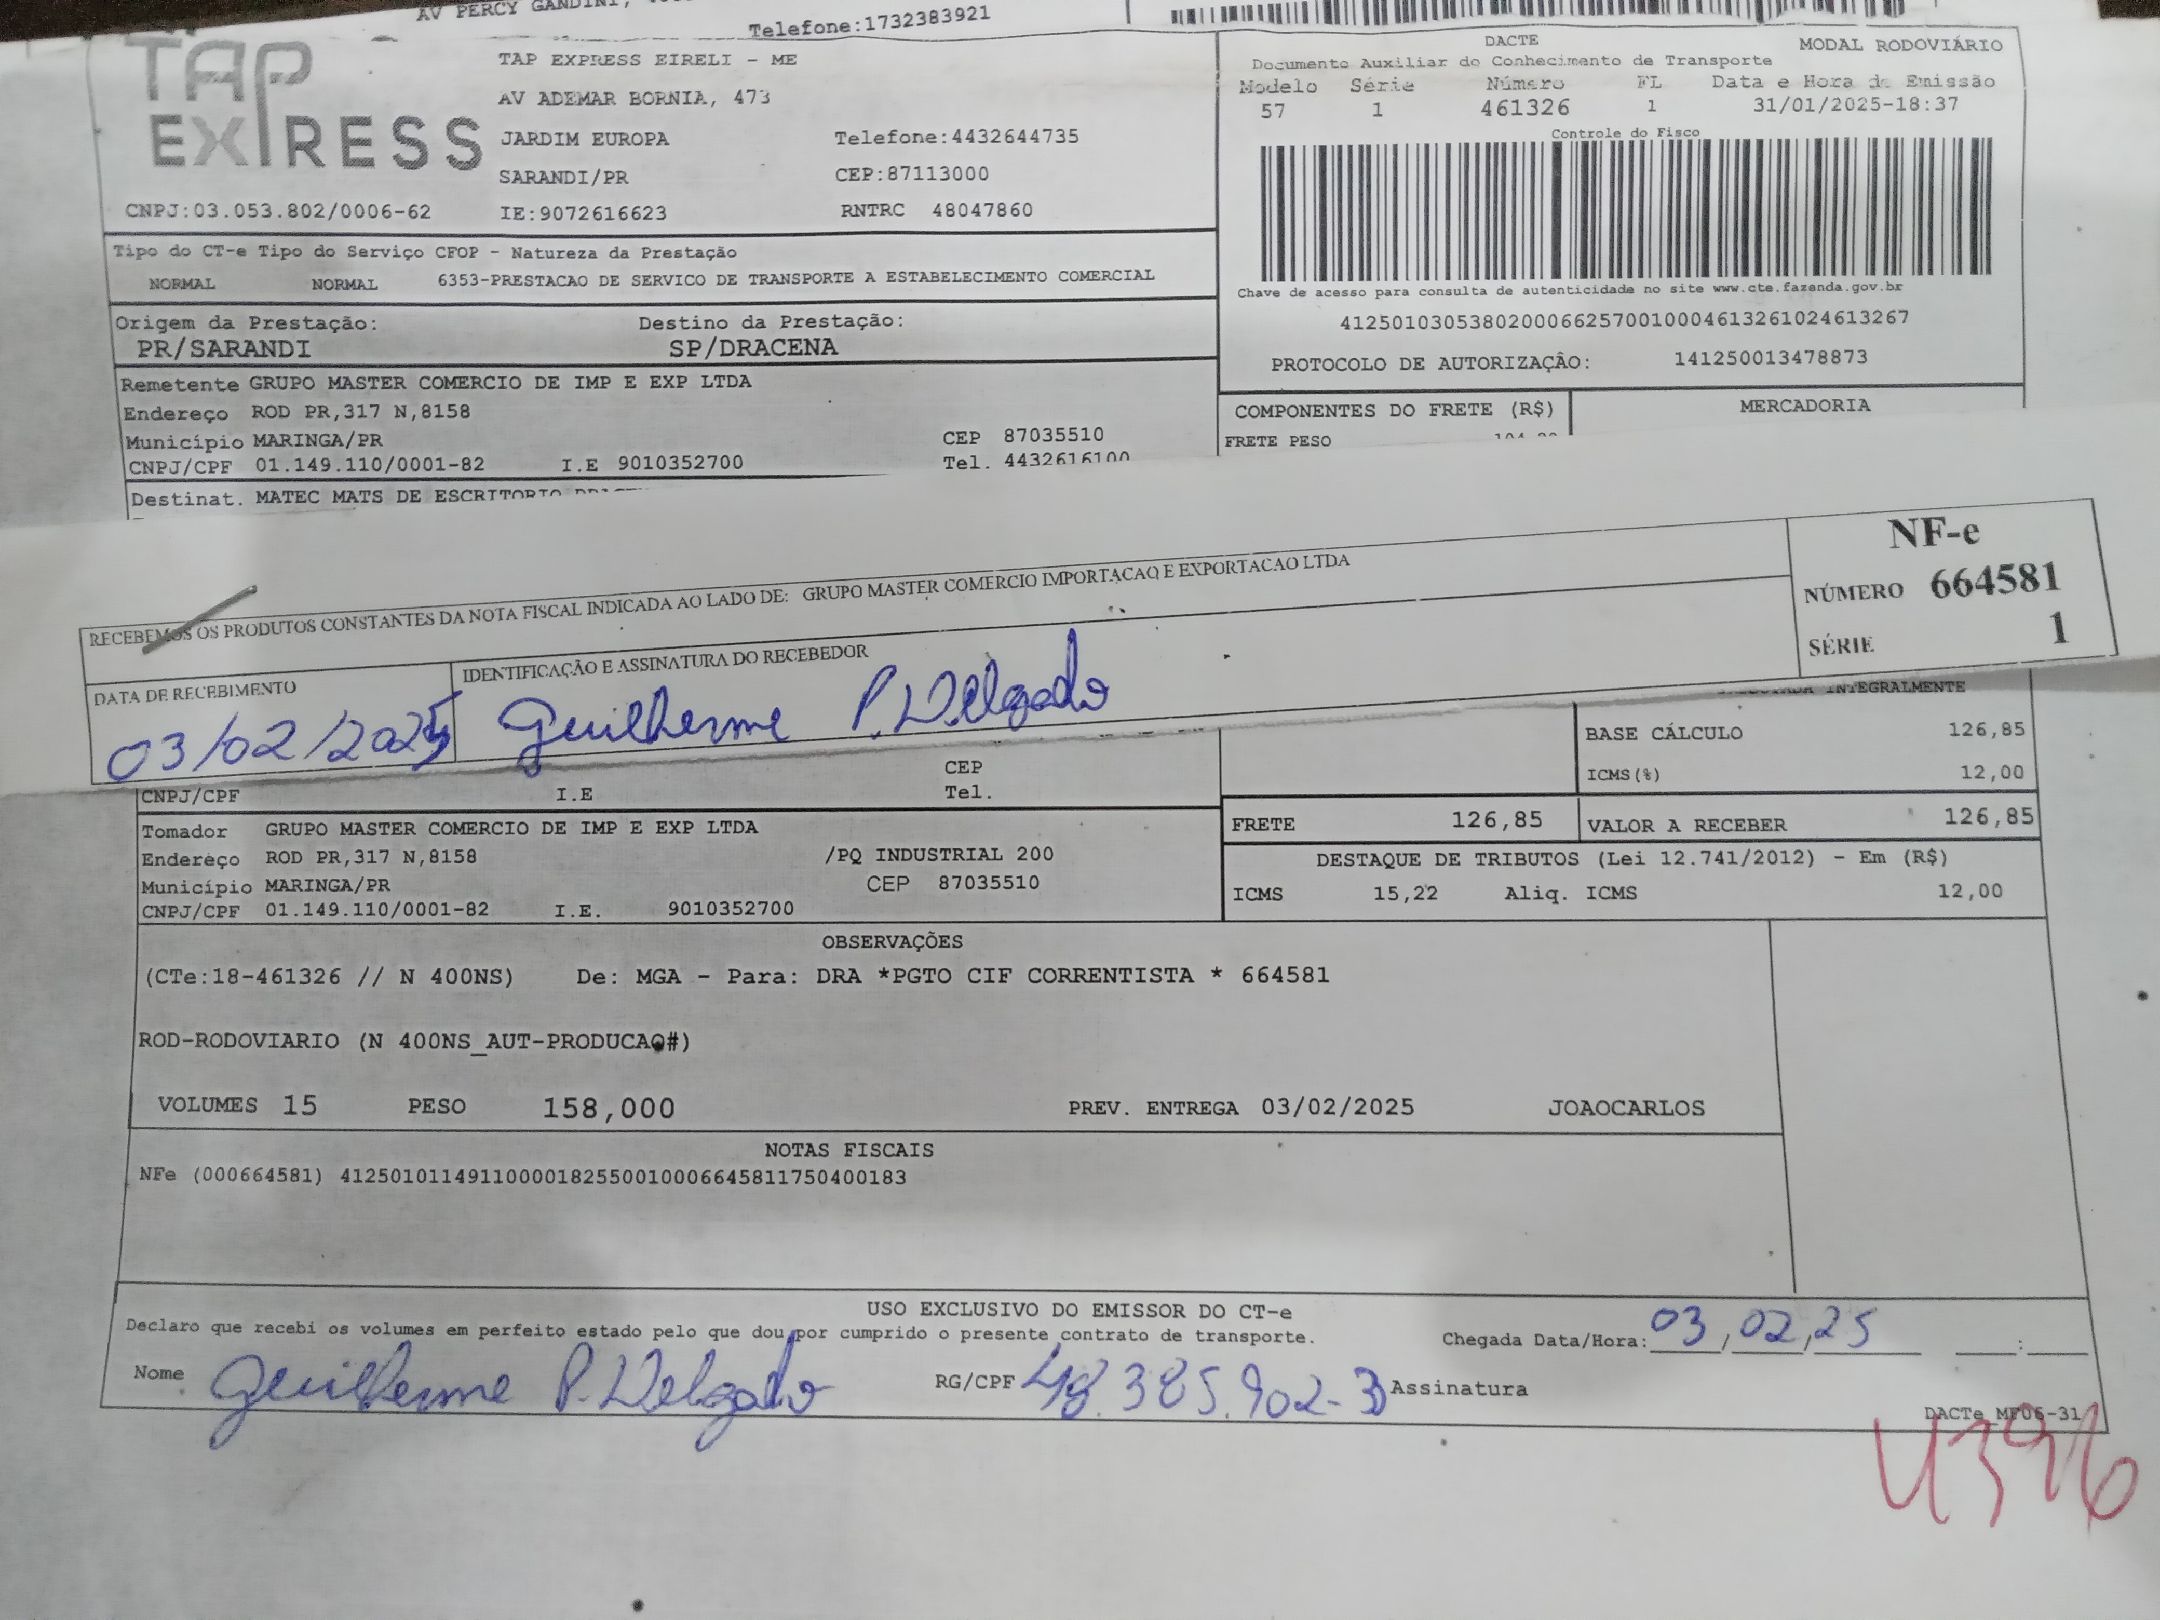 AV PERCY GANDINI,
Telefone:1732383921
TAP EXPRESS
TAP EXPRESS EIRELI - ME
AV ADEMAR BORNIA, 473
JARDIM EUROPA Telefone:4432644735
SARANDI/PR CEP:87113000
CNPJ:03.053.802/0006-62 IE:9072616623 RNTRC 48047860
DACTE MODAL RODOVIÁRIO
Documento Auxiliar do Conhecimento de Transporte
Modelo Série Número FL Data e Hora de Emissão
57 1 461326 1 31/01/2025-18:37
Controle do Fisco
Chave de acesso para consulta de autenticidade no site www.cte.fazenda.gov.br
41250103053802000662570010004613261024613267
PROTOCOLO DE AUTORIZAÇÃO: 141250013478873
Tipo do CT-e Tipo do Serviço CFOP - Natureza da Prestação
NORMAL NORMAL 6353-PRESTACAO DE SERVICO DE TRANSPORTE A ESTABELECIMENTO COMERCIAL
Origem da Prestação: Destino da Prestação:
PR/SARANDI SP/DRACENA
Remetente GRUPO MASTER COMERCIO DE IMP E EXP LTDA
Endereço ROD PR,317 N,8158
Município MARINGA/PR CEP 87035510
CNPJ/CPF 01.149.110/0001-82 I.E 9010352700 Tel. 4432616100
Destinat. MATEC MATS DE ESCRITORIO
COMPONENTES DO FRETE (R$) MERCADORIA
FRETE PESO
RECEBEMOS OS PRODUTOS CONSTANTES DA NOTA FISCAL INDICADA AO LADO DE: GRUPO MASTER COMERCIO IMPORTACAO E EXPORTACAO LTDA
DATA DE RECEBIMENTO IDENTIFICAÇÃO E ASSINATURA DO RECEBEDOR
03/02/2025 Guilherme P. Delgado
NF-e
NÚMERO 664581
SÉRIE 1
INTEGRALMENTE
BASE CÁLCULO 126,85
ICMS(%) 12,00
CEP
CNPJ/CPF I.E Tel.
FRETE 126,85 VALOR A RECEBER 126,85
DESTAQUE DE TRIBUTOS (Lei 12.741/2012) - Em (R$)
ICMS 15,22 Aliq. ICMS 12,00
Tomador GRUPO MASTER COMERCIO DE IMP E EXP LTDA
Endereço ROD PR,317 N,8158 /PQ INDUSTRIAL 200
Município MARINGA/PR CEP 87035510
CNPJ/CPF 01.149.110/0001-82 I.E. 9010352700
OBSERVAÇÕES
(CTe:18-461326 // N 400NS) De: MGA - Para: DRA *PGTO CIF CORRENTISTA * 664581
ROD-RODOVIARIO (N 400NS_AUT-PRODUCAO#)
VOLUMES 15 PESO 158,000 PREV. ENTREGA 03/02/2025 JOAOCARLOS
NOTAS FISCAIS
NFe (000664581) 41250101149110000182550010006645811750400183
USO EXCLUSIVO DO EMISSOR DO CT-e
Declaro que recebi os volumes em perfeito estado pelo que dou por cumprido o presente contrato de transporte.
Chegada Data/Hora: 03,02,25 :
Nome Guilherme P. Delgado RG/CPF 48.385.902-3 Assinatura
DACTe_MF06-31